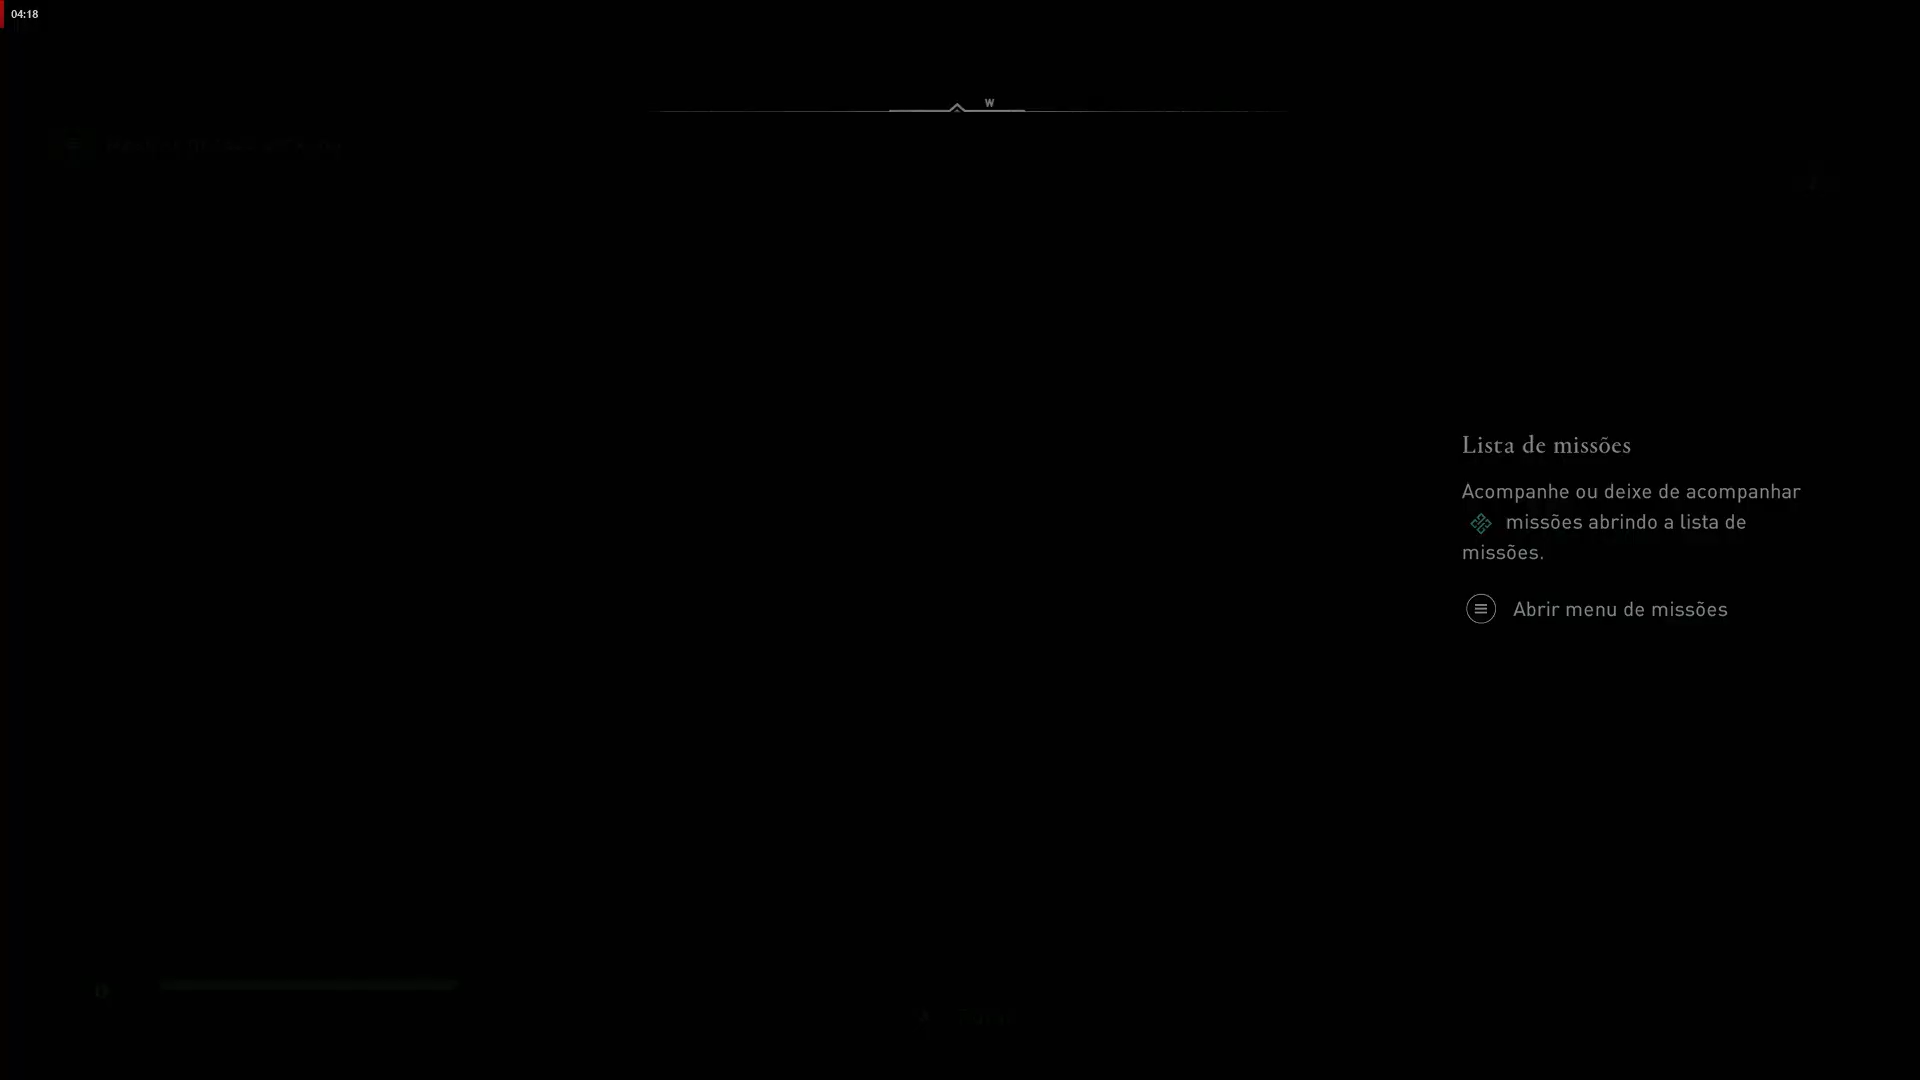 04:18
W
Lista de missões
Acompanhe ou deixe de acompanhar
missões abrindo a lista de
missões.
Abrir menu de missões